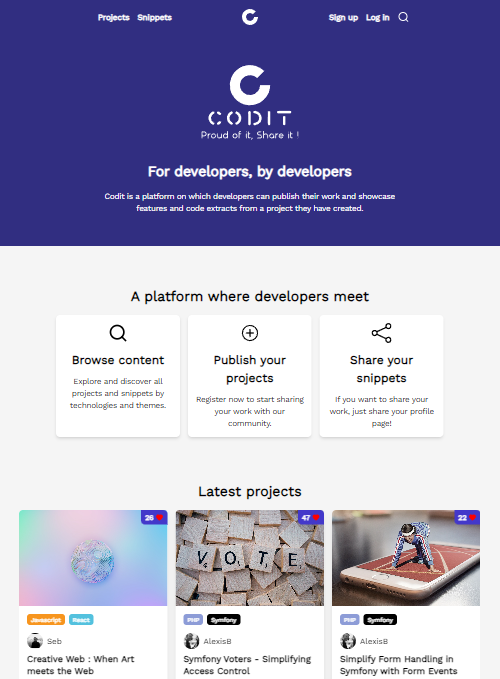 Projects Snippets Sign up Log in
CODIT
Proud of it, Share it !
For developers, by developers
Codit is a platform on which developers can publish their work and showcase
features and code extracts from a project they have created.
A platform where developers meet
Browse content
Explore and discover all
projects and snippets by
technologies and themes.
Publish your
projects
Register now to start sharing
your work with our
community.
Share your
snippets
If you want to share your
work, just share your profile
page!
Latest projects
26
47
22
VOTE
Javascript React
PHP Symfony
PHP Symfony
Seb
AlexisB
AlexisB
Creative Web : When Art
meets the Web
Symfony Voters - Simplifying
Access Control
Simplify Form Handling in
Symfony with Form Events